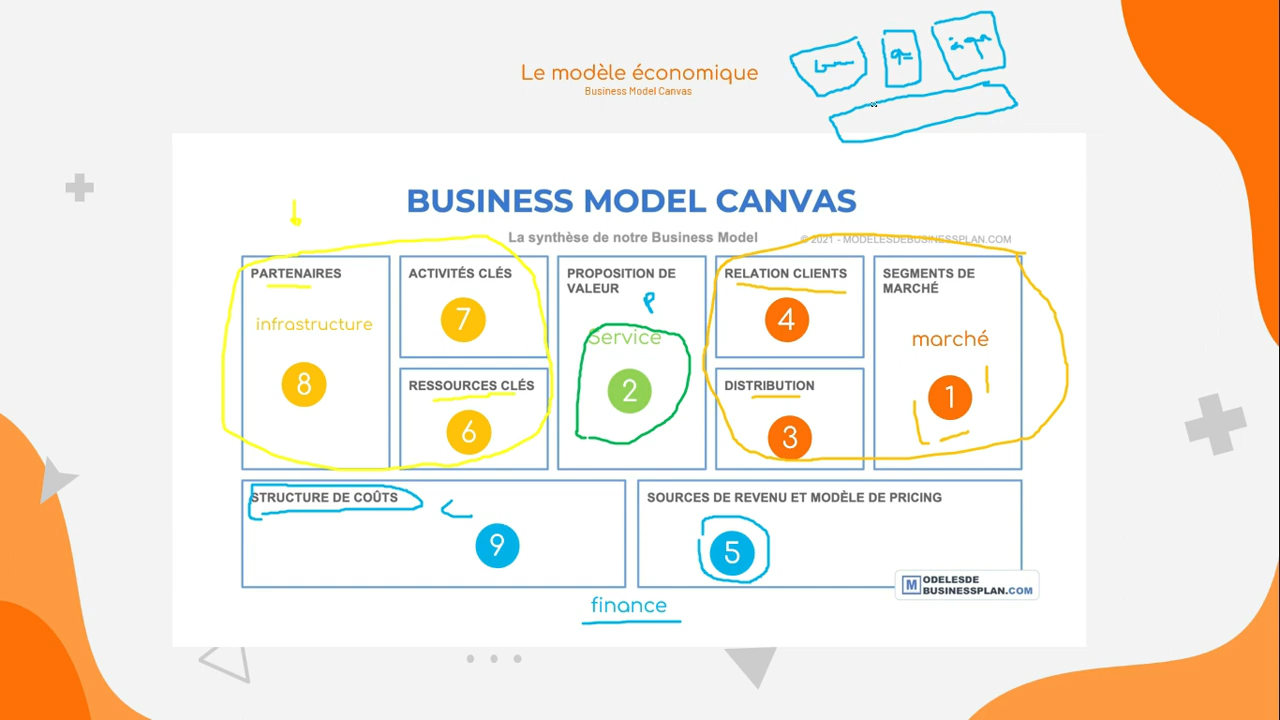 Le modèle économique
Business Model Canvas
à qui
BUSINESS MODEL CANVAS
La synthèse de notre Business Model
© 2021 - MODELESDEBUSINESSPLAN.COM
PARTENAIRES
infrastructure
8
ACTIVITÉS CLÉS
7
RESSOURCES CLÉS
6
PROPOSITION DE
VALEUR
P
Service
2
RELATION CLIENTS
4
DISTRIBUTION
3
SEGMENTS DE
MARCHÉ
marché
1
STRUCTURE DE COÛTS
9
SOURCES DE REVENU ET MODÈLE DE PRICING
5
M ODELESDE
BUSINESSPLAN.COM
finance